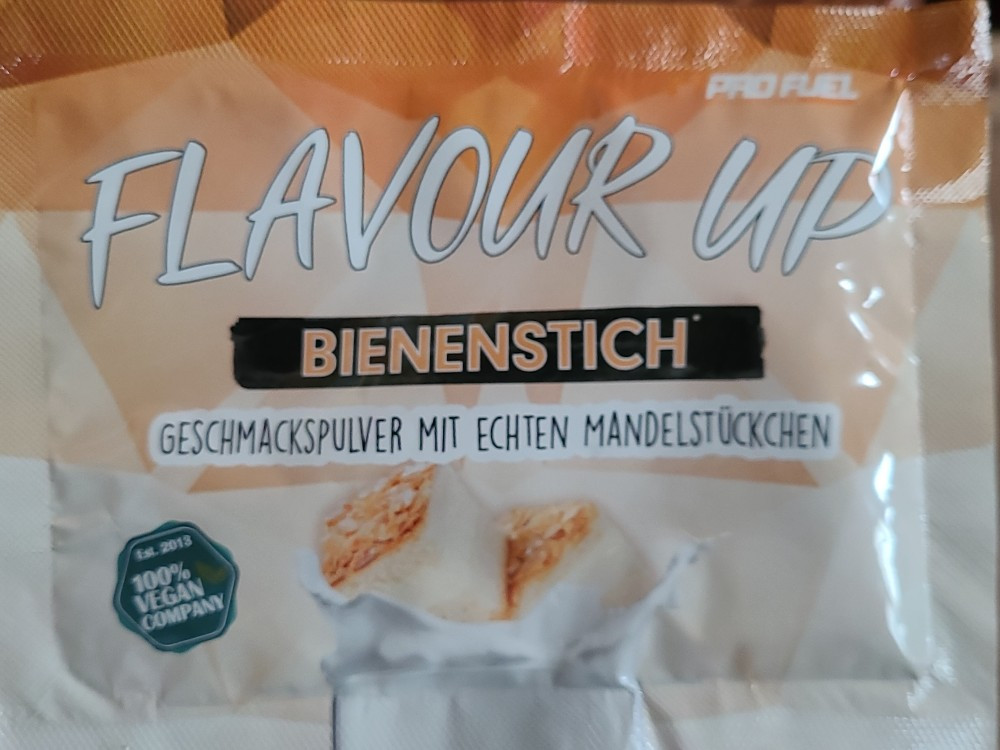 PRO FUEL
FLAVOUR UP
BIENENSTICH*
GESCHMACKSPULVER MIT ECHTEN MANDELSTÜCKCHEN
Est. 2013
100%
VEGAN
COMPANY